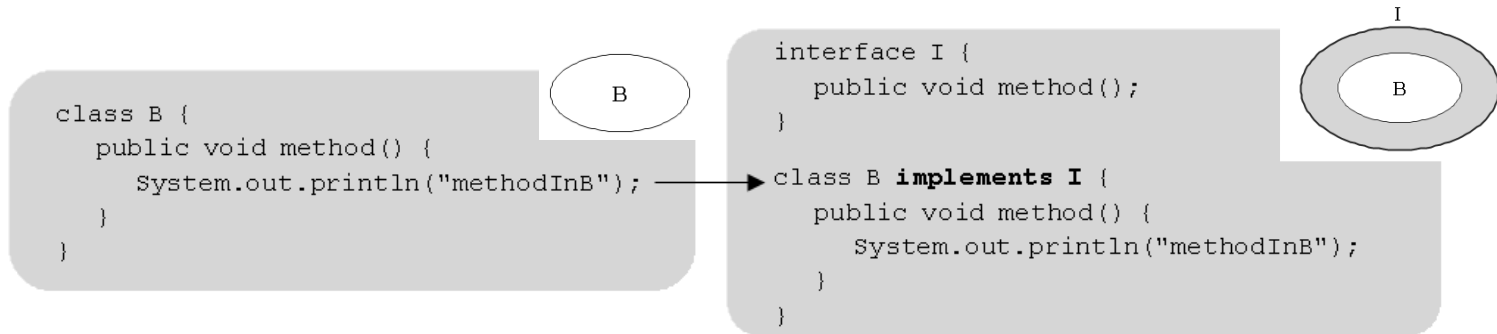 B
class B {
public void method() {
System.out.println("methodInB");
}
}
I
B
interface I {
public void method();
}
class B implements I {
public void method() {
System.out.println("methodInB");
}
}